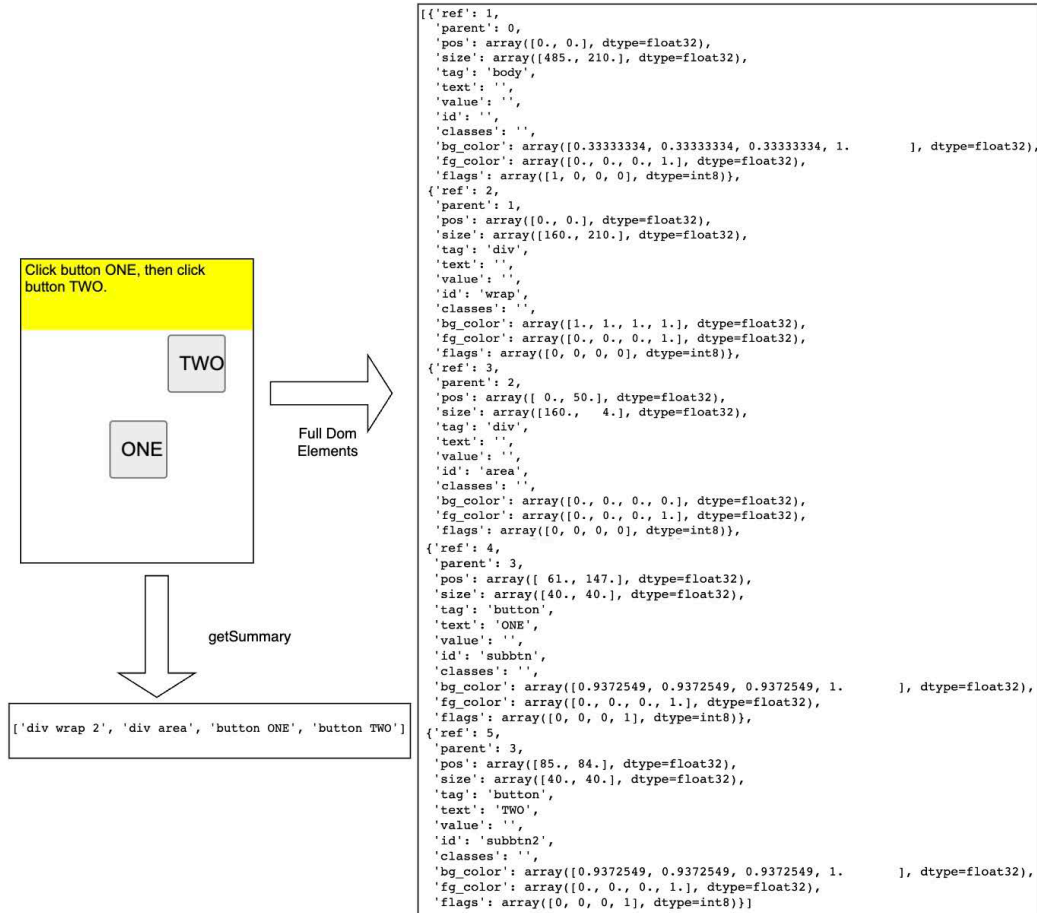 Click button ONE, then click
button TWO.
TWO
ONE
Full Dom
Elements
getSummary
['div wrap 2', 'div area', 'button ONE', 'button TWO']
[{'ref': 1,
'parent': 0,
'pos': array([0., 0.], dtype=float32),
'size': array([485., 210.], dtype=float32),
'tag': 'body',
'text': '',
'value': '',
'id': '',
'classes': '',
'bg_color': array([0.33333334, 0.33333334, 0.33333334, 1.        ], dtype=float32),
'fg_color': array([0., 0., 0., 1.], dtype=float32),
'flags': array([1, 0, 0, 0], dtype=int8)},
{'ref': 2,
'parent': 1,
'pos': array([0., 0.], dtype=float32),
'size': array([160., 210.], dtype=float32),
'tag': 'div',
'text': '',
'value': '',
'id': 'wrap',
'classes': '',
'bg_color': array([1., 1., 1., 1.], dtype=float32),
'fg_color': array([0., 0., 0., 1.], dtype=float32),
'flags': array([0, 0, 0, 0], dtype=int8)},
{'ref': 3,
'parent': 2,
'pos': array([ 0., 50.], dtype=float32),
'size': array([160.,   4.], dtype=float32),
'tag': 'div',
'text': '',
'value': '',
'id': 'area',
'classes': '',
'bg_color': array([0., 0., 0., 0.], dtype=float32),
'fg_color': array([0., 0., 0., 1.], dtype=float32),
'flags': array([0, 0, 0, 0], dtype=int8)},
{'ref': 4,
'parent': 3,
'pos': array([ 61., 147.], dtype=float32),
'size': array([40., 40.], dtype=float32),
'tag': 'button',
'text': 'ONE',
'value': '',
'id': 'subbtn',
'classes': '',
'bg_color': array([0.9372549, 0.9372549, 0.9372549, 1.       ], dtype=float32),
'fg_color': array([0., 0., 0., 1.], dtype=float32),
'flags': array([0, 0, 0, 1], dtype=int8)},
{'ref': 5,
'parent': 3,
'pos': array([85., 84.], dtype=float32),
'size': array([40., 40.], dtype=float32),
'tag': 'button',
'text': 'TWO',
'value': '',
'id': 'subbtn2',
'classes': '',
'bg_color': array([0.9372549, 0.9372549, 0.9372549, 1.       ], dtype=float32),
'fg_color': array([0., 0., 0., 1.], dtype=float32),
'flags': array([0, 0, 0, 1], dtype=int8)}]